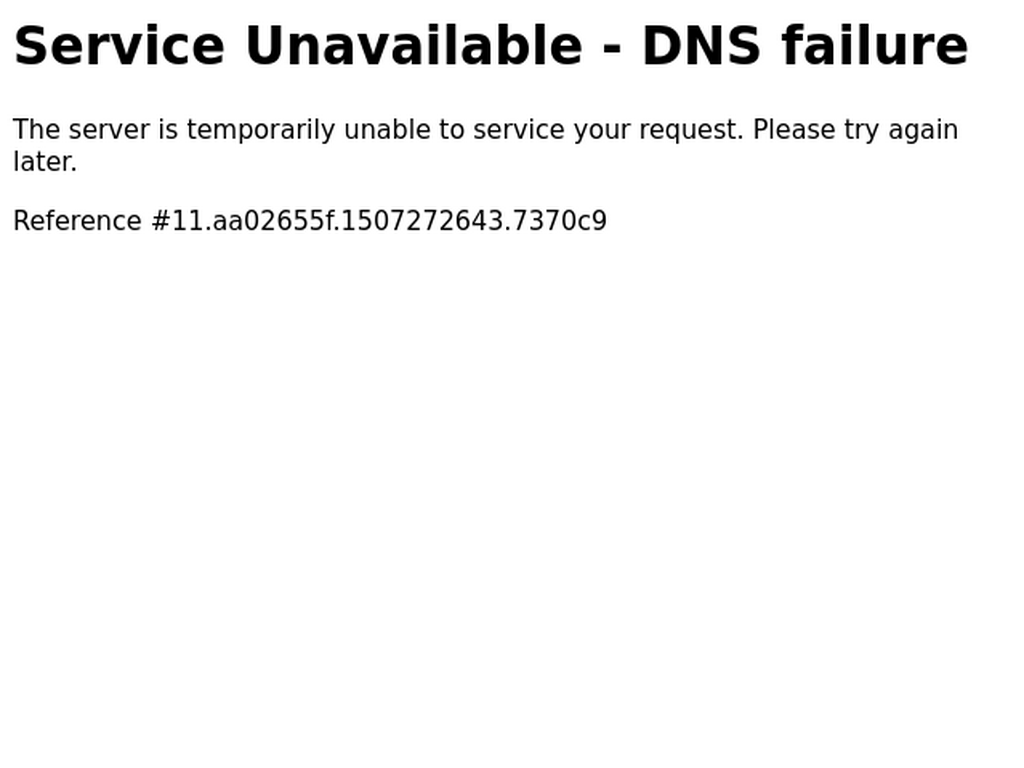 Service Unavailable - DNS failure
The server is temporarily unable to service your request. Please try again
later.
Reference #11.aa02655f.1507272643.7370c9